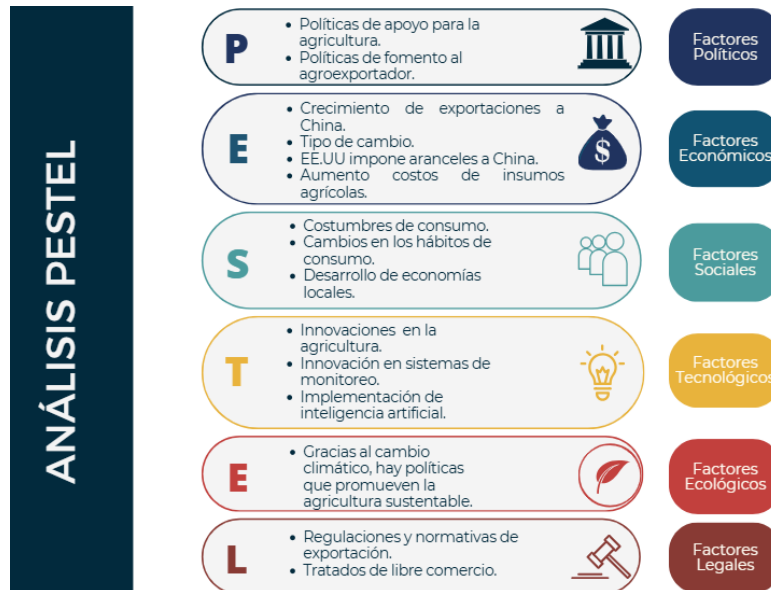 ANÁLISIS PESTEL
P
• Políticas de apoyo para la
agricultura.
• Políticas de fomento al
agroexportador.
Factores
Políticos
E
• Crecimiento de exportaciones a
China.
• Tipo de cambio.
• EE.UU impone aranceles a China.
• Aumento costos de insumos
agrícolas.
$
Factores
Económicos
S
• Costumbres de consumo.
• Cambios en los hábitos de
consumo.
• Desarrollo de economías
locales.
Factores
Sociales
T
• Innovaciones en la
agricultura.
• Innovación en sistemas de
monitoreo.
• Implementación de
inteligencia artificial.
Factores
Tecnológicos
E
• Gracias al cambio
climático, hay políticas
que promueven la
agricultura sustentable.
Factores
Ecológicos
L
• Regulaciones y normativas de
exportación.
• Tratados de libre comercio.
Factores
Legales